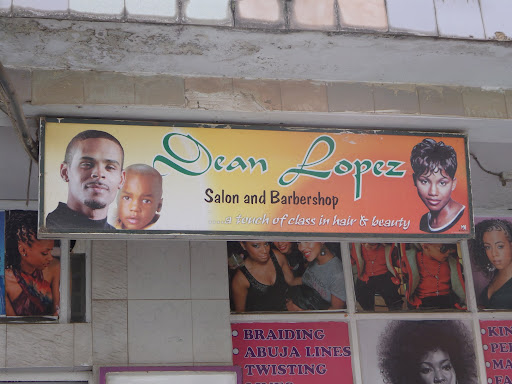 Dean Lopez
Salon and Barbershop
......a touch of class in hair & beauty
BRAIDING
ABUJA LINES
TWISTING